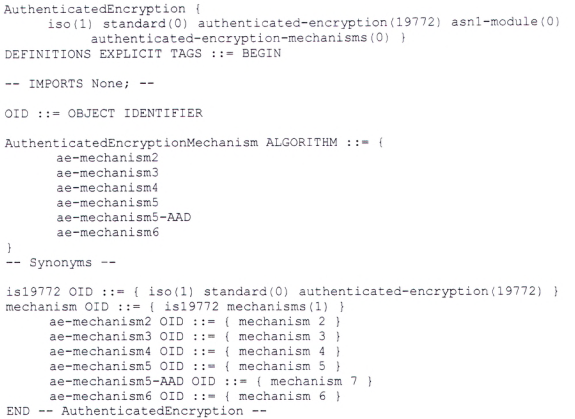 AuthenticatedEncryption {
iso(1) standard(0) authenticated-encryption(19772) asn1-module(0)
authenticated-encryption-mechanisms(0) }
DEFINITIONS EXPLICIT TAGS ::= BEGIN
-- IMPORTS None; --
OID ::= OBJECT IDENTIFIER
AuthenticatedEncryptionMechanism ALGORITHM ::= {
ae-mechanism2
ae-mechanism3
ae-mechanism4
ae-mechanism5
ae-mechanism5-AAD
ae-mechanism6
}
-- Synonyms --
is19772 OID ::= { iso(1) standard(0) authenticated-encryption(19772) }
mechanism OID ::= { is19772 mechanisms(1) }
ae-mechanism2 OID ::= { mechanism 2 }
ae-mechanism3 OID ::= { mechanism 3 }
ae-mechanism4 OID ::= { mechanism 4 }
ae-mechanism5 OID ::= { mechanism 5 }
ae-mechanism5-AAD OID ::= { mechanism 7 }
ae-mechanism6 OID ::= { mechanism 6 }
END -- AuthenticatedEncryption --